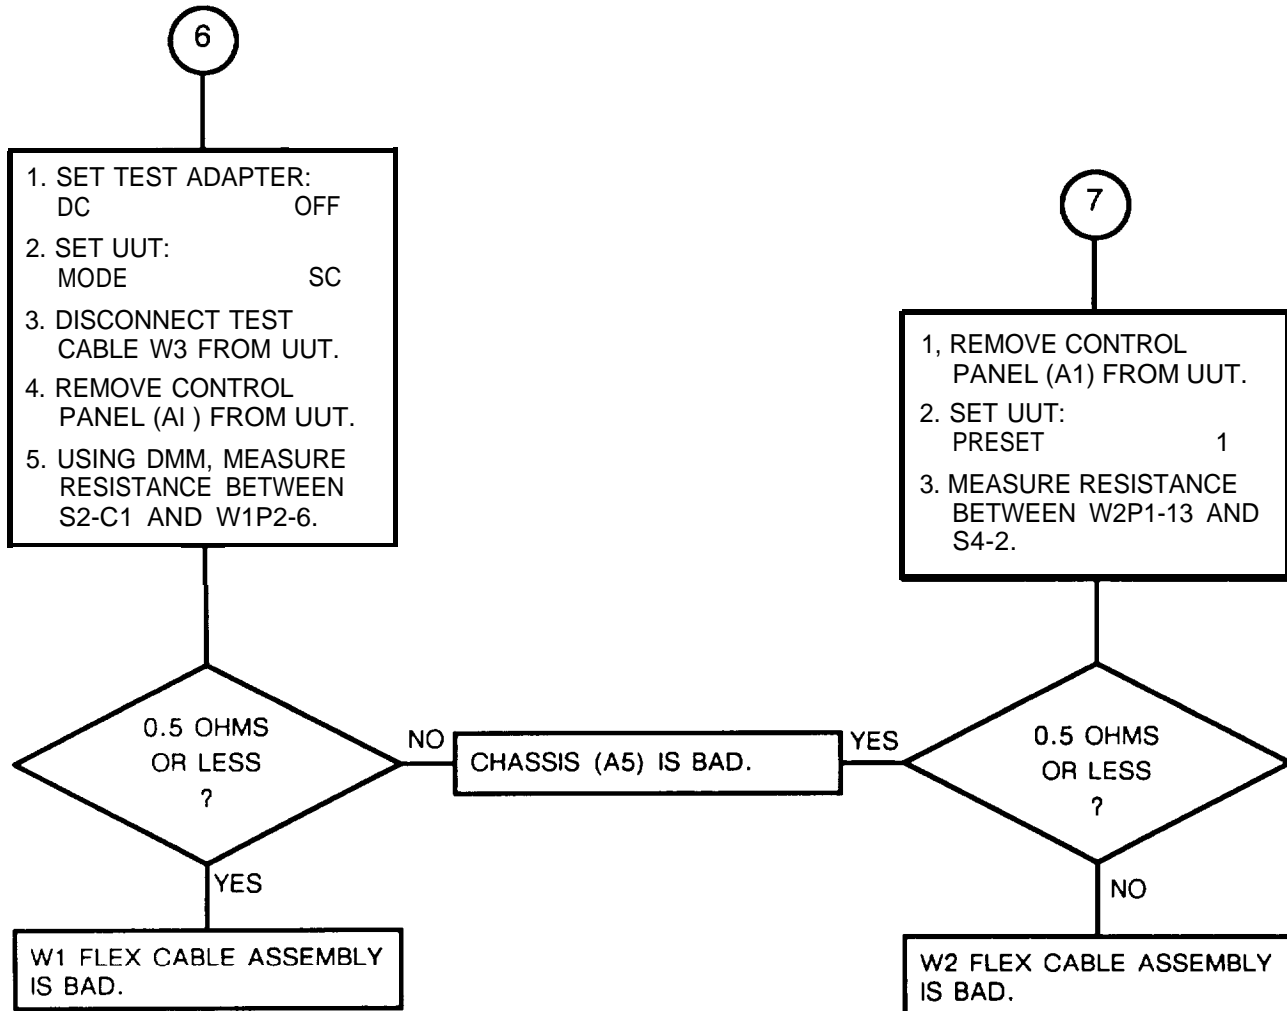 6
1. SET TEST ADAPTER:
DC OFF
2. SET UUT:
MODE SC
3. DISCONNECT TEST
CABLE W3 FROM UUT.
4. REMOVE CONTROL
PANEL (AI ) FROM UUT.
5. USING DMM, MEASURE
RESISTANCE BETWEEN
S2-C1 AND W1P2-6.
0.5 OHMS
OR LESS
?
NO
YES
W1 FLEX CABLE ASSEMBLY
IS BAD.
CHASSIS (A5) IS BAD.
7
1, REMOVE CONTROL
PANEL (A1) FROM UUT.
2. SET UUT:
PRESET 1
3. MEASURE RESISTANCE
BETWEEN W2P1-13 AND
S4-2.
YES
0.5 OHMS
OR LESS
?
NO
W2 FLEX CABLE ASSEMBLY
IS BAD.